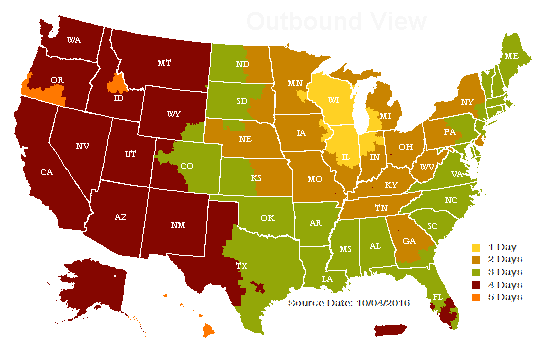 Outbound View
WA
MT
ND
MN
ME
OR
ID
SD
WI
MI
NY
WY
IA
PA
NE
NV
UT
CO
IL
IN
OH
WV
VA
CA
KS
MO
KY
NC
TN
AZ
NM
OK
AR
SC
MS
AL
GA
TX
LA
FL
1 Day
2 Days
3 Days
4 Days
5 Days
Source Date: 10/04/2016